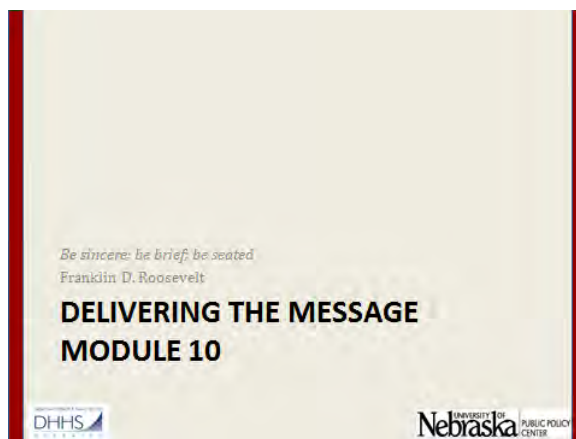 Be sincere; be brief; be seated
Franklin D. Roosevelt
DELIVERING THE MESSAGE
MODULE 10
DHHS
UNIVERSITY OF
Nebraska
PUBLIC POLICY
CENTER